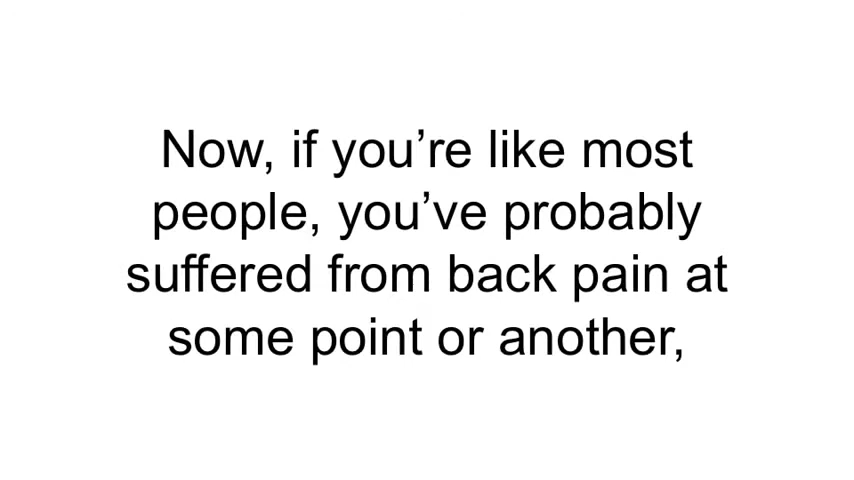 Now, if you’re like most
people, you’ve probably
suffered from back pain at
some point or another,